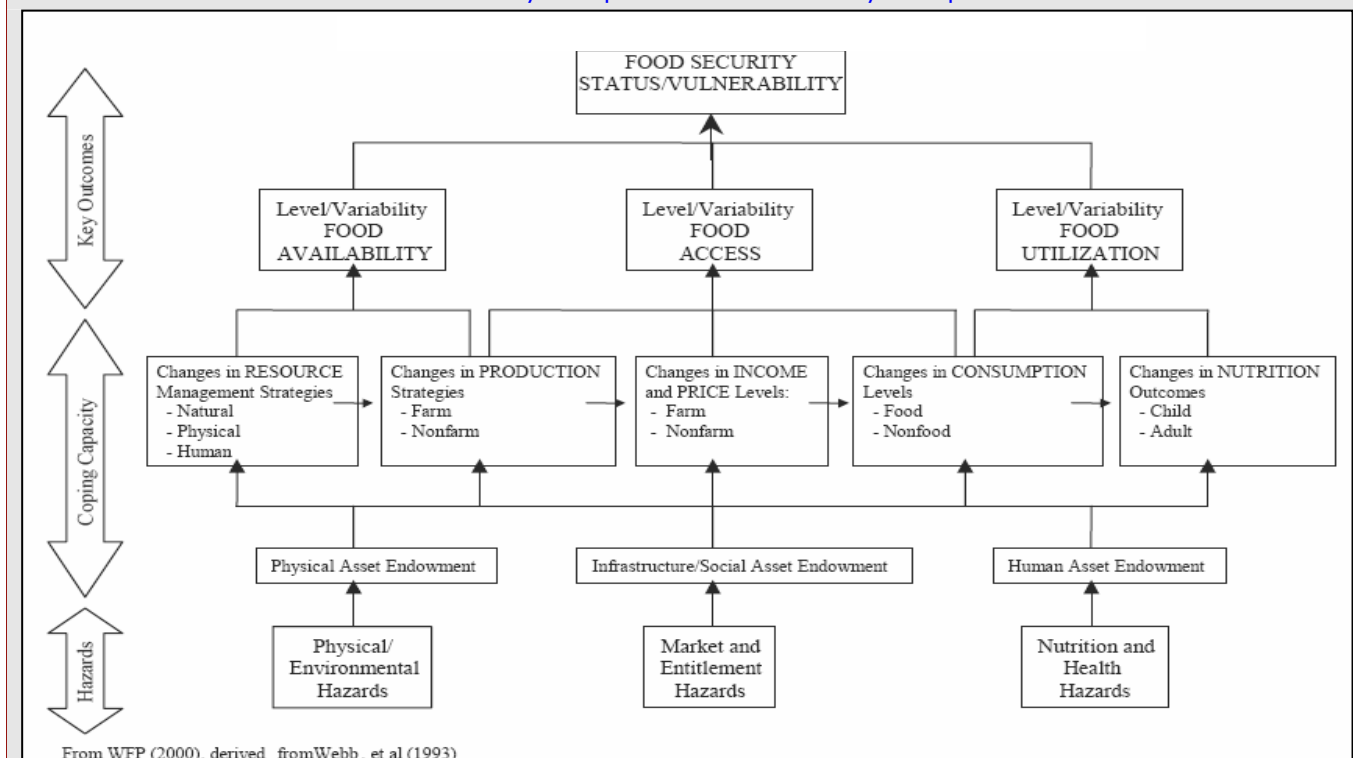 FOOD SECURITY
STATUS/VULNERABILITY
Key Outcomes
Level/Variability
FOOD
AVAILABILITY
Level/Variability
FOOD
ACCESS
Level/Variability
FOOD
UTILIZATION
Coping Capacity
Changes in RESOURCE
Management Strategies
- Natural
- Physical
- Human
Changes in PRODUCTION
Strategies
- Farm
- Nonfarm
Changes in INCOME
and PRICE Levels:
- Farm
- Nonfarm
Changes in CONSUMPTION
Levels
- Food
- Nonfood
Changes in NUTRITION
Outcomes
- Child
- Adult
Physical Asset Endowment
Infrastructure/Social Asset Endowment
Human Asset Endowment
Hazards
Physical/
Environmental
Hazards
Market and
Entitlement
Hazards
Nutrition and
Health
Hazards
From WFP (2000), derived fromWebb, et al (1993)